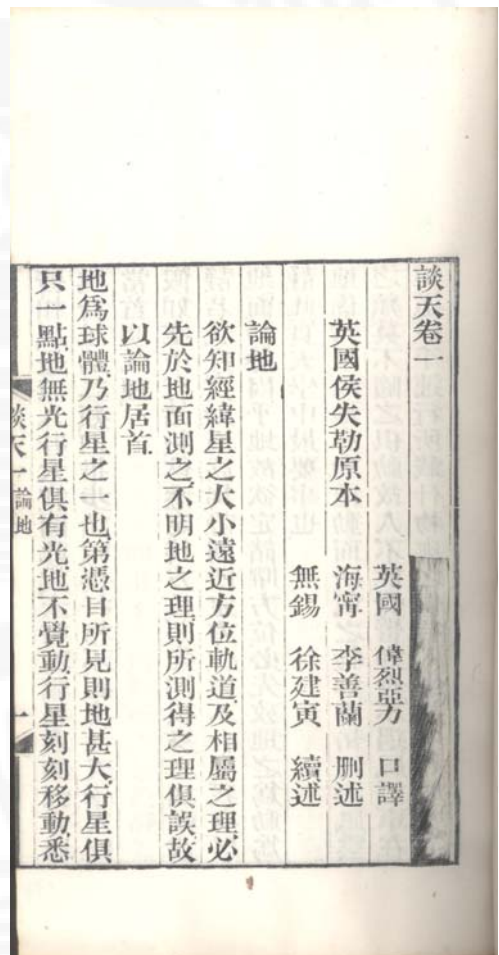 談天卷一
英國　偉烈亞力　口譯
英國侯失勒原本　海寧　李善蘭　刪述
無錫　徐建寅　續述
論地
欲知經緯星之大小遠近方位軌道及相屬之理必
先於地面測之不明地之理則所測得之理俱誤故
以論地居首
地爲球體乃行星之一也第憑目所見則地甚大行星俱
只一點地無光行星俱有光地不覺動行星刻刻移動悉
談天一 論地 一